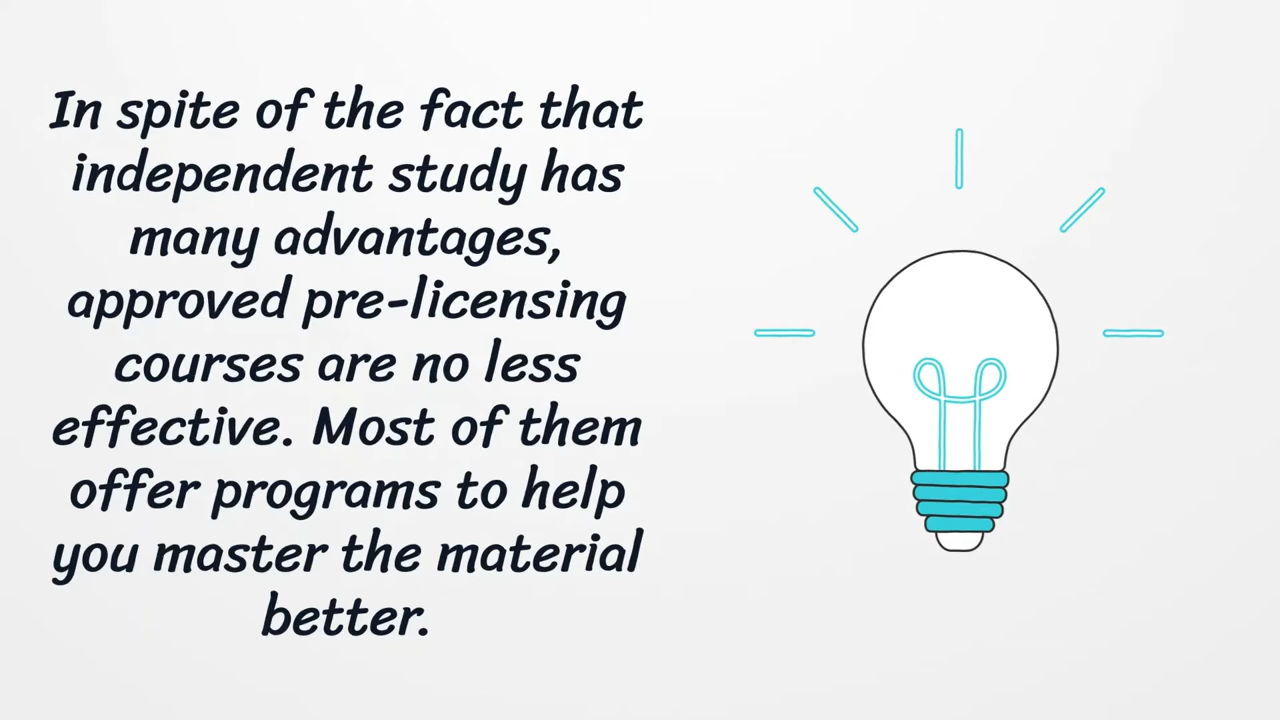 In spite of the fact that
independent study has
many advantages,
approved pre-licensing
courses are no less
effective. Most of them
offer programs to help
you master the material
better.